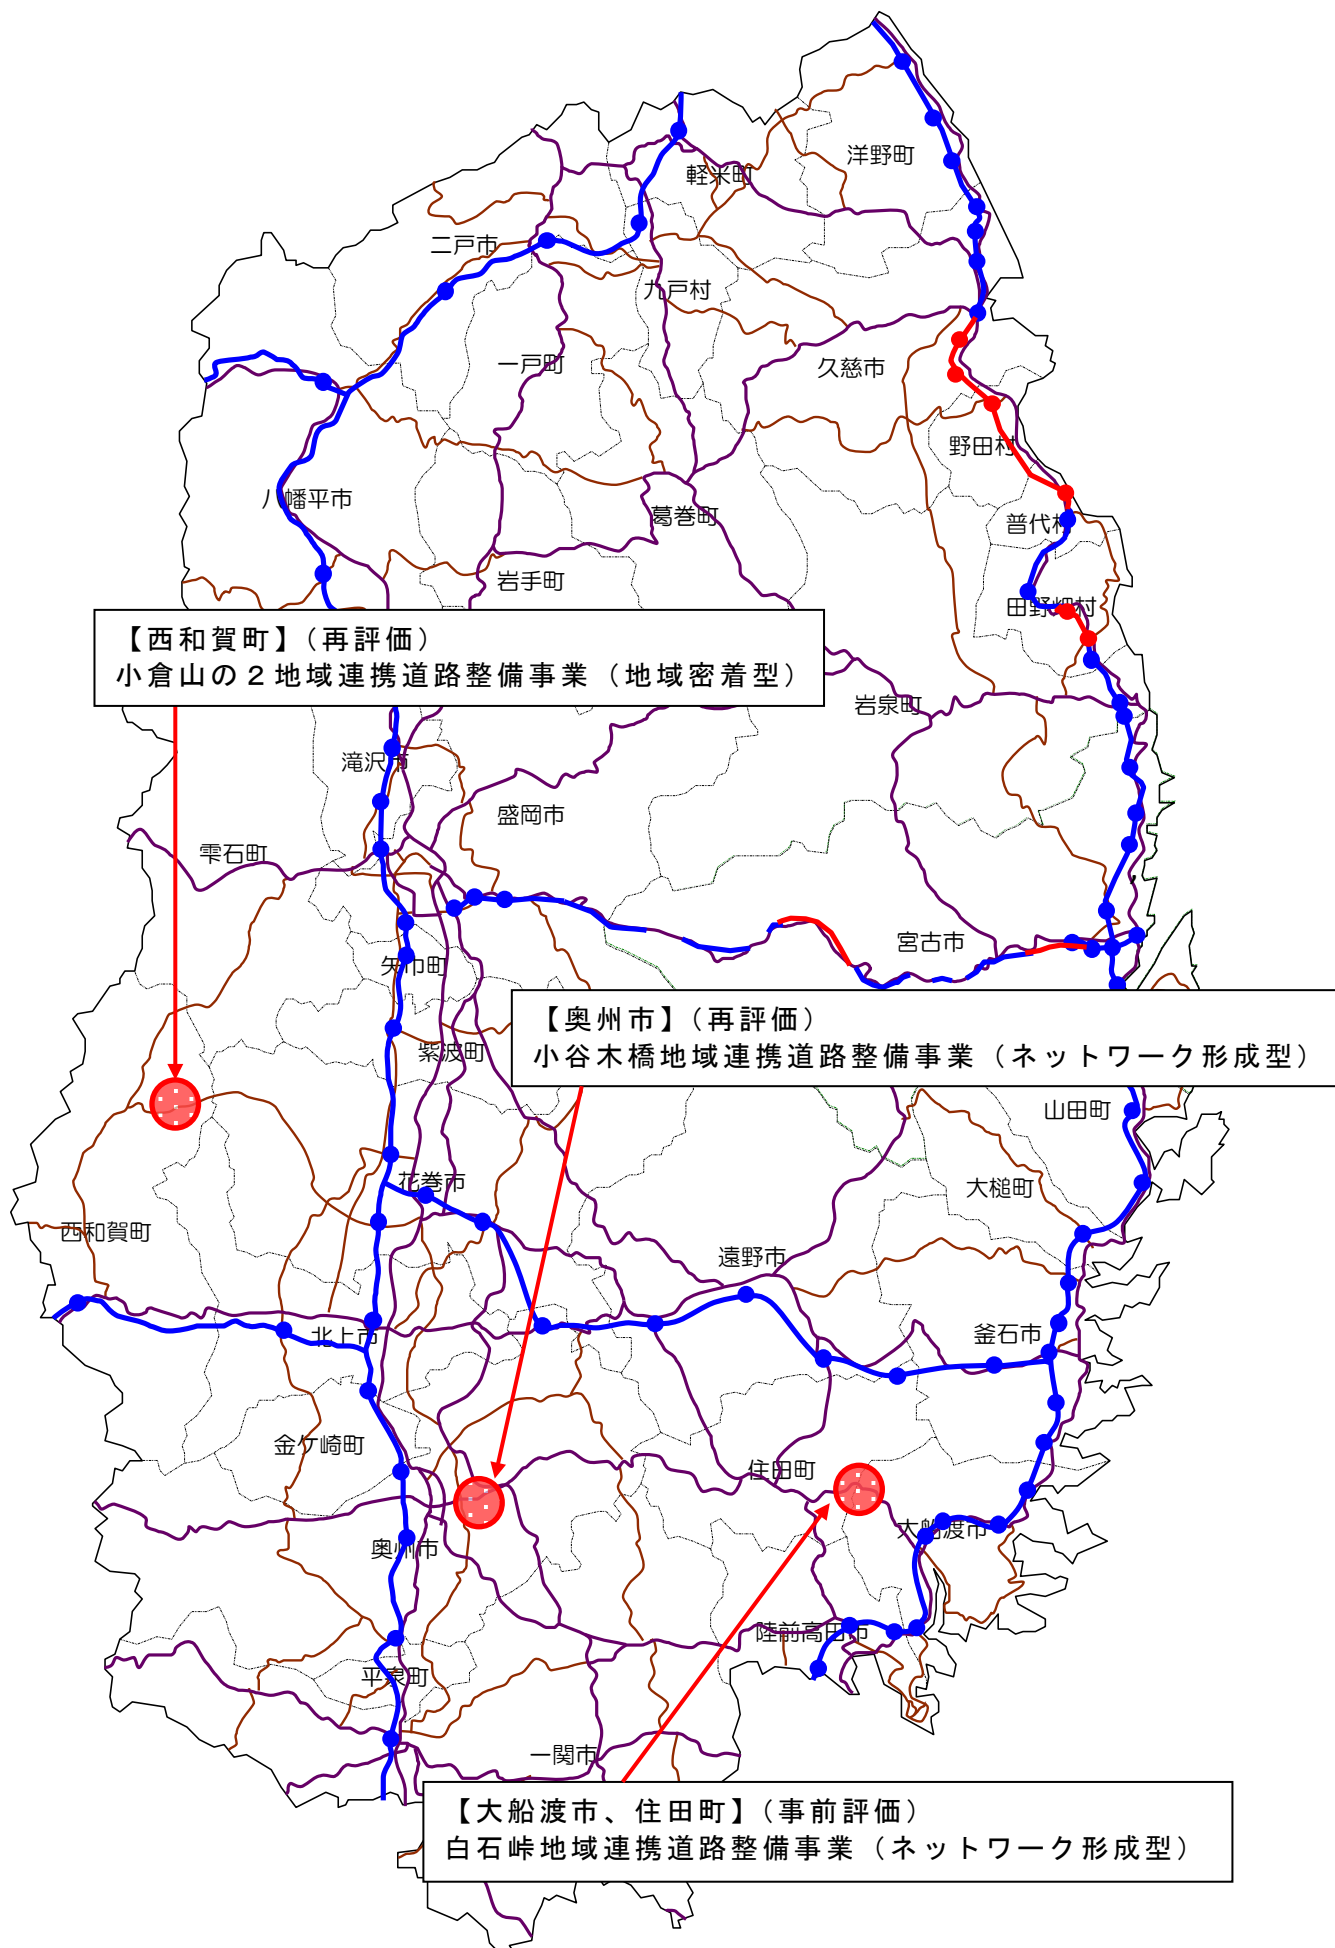 洋野町
軽米町
二戸市
九戸村
一戸町
久慈市
野田村
八幡平市
葛巻町
普代村
岩手町
田野畑村
【西和賀町】(再評価)
小倉山の2地域連携道路整備事業(地域密着型)
岩泉町
滝沢市
盛岡市
雫石町
宮古市
矢巾町
【奥州市】(再評価)
小谷木橋地域連携道路整備事業(ネットワーク形成型)
紫波町
山田町
花巻市
大槌町
西和賀町
遠野市
北上市
釜石市
金ケ崎町
住田町
奥州市
大船渡市
陸前高田市
平泉町
一関市
【大船渡市、住田町】(事前評価)
白石峠地域連携道路整備事業(ネットワーク形成型)